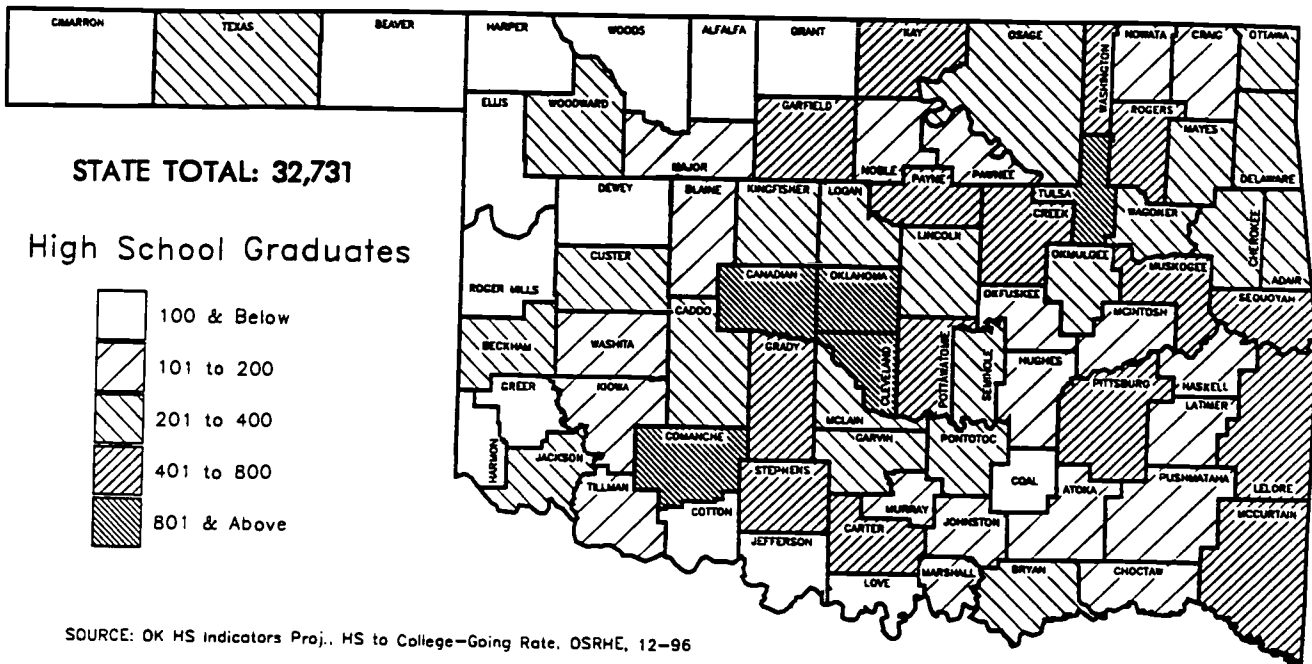 CIMARRON
TEXAS
BEAVER
HARPER
WOODS
ALFALFA
GRANT
KAY
OSAGE
WASHINGTON
NOWATA
CRAIG
OTTAWA
ELLIS
WOODWARD
MAJOR
GARFIELD
NOBLE
PAWNEE
ROGERS
MAYES
DELAWARE
STATE TOTAL: 32,731
High School Graduates
DEWEY
BLAINE
KINGFISHER
LOGAN
PAYNE
TULSA
CREEK
WAGONER
CHEROKEE
ADAIR
CUSTER
LINCOLN
OKMULGEE
MUSKOGEE
ROGER MILLS
CANADIAN
OKLAHOMA
OKFUSKEE
SEQUOYAH
CADDO
MCINTOSH
BECKHAM
WASHITA
GRADY
CLEVELAND
POTTAWATOMIE
SEMINOLE
HUGHES
PITTSBURG
HASKELL
GREER
KIOWA
LATIMER
MCLAIN
HARMON
JACKSON
COMANCHE
GARVIN
PONTOTOC
TILLMAN
STEPHENS
COAL
ATOKA
PUSHMATAHA
LELORE
COTTON
MURRAY
MCCURTAIN
JEFFERSON
CARTER
JOHNSTON
LOVE
MARSHALL
BRYAN
CHOCTAW
100 & Below
101 to 200
201 to 400
401 to 800
801 & Above
SOURCE: OK HS Indicators Proj., HS to College-Going Rate, OSRHE, 12-96